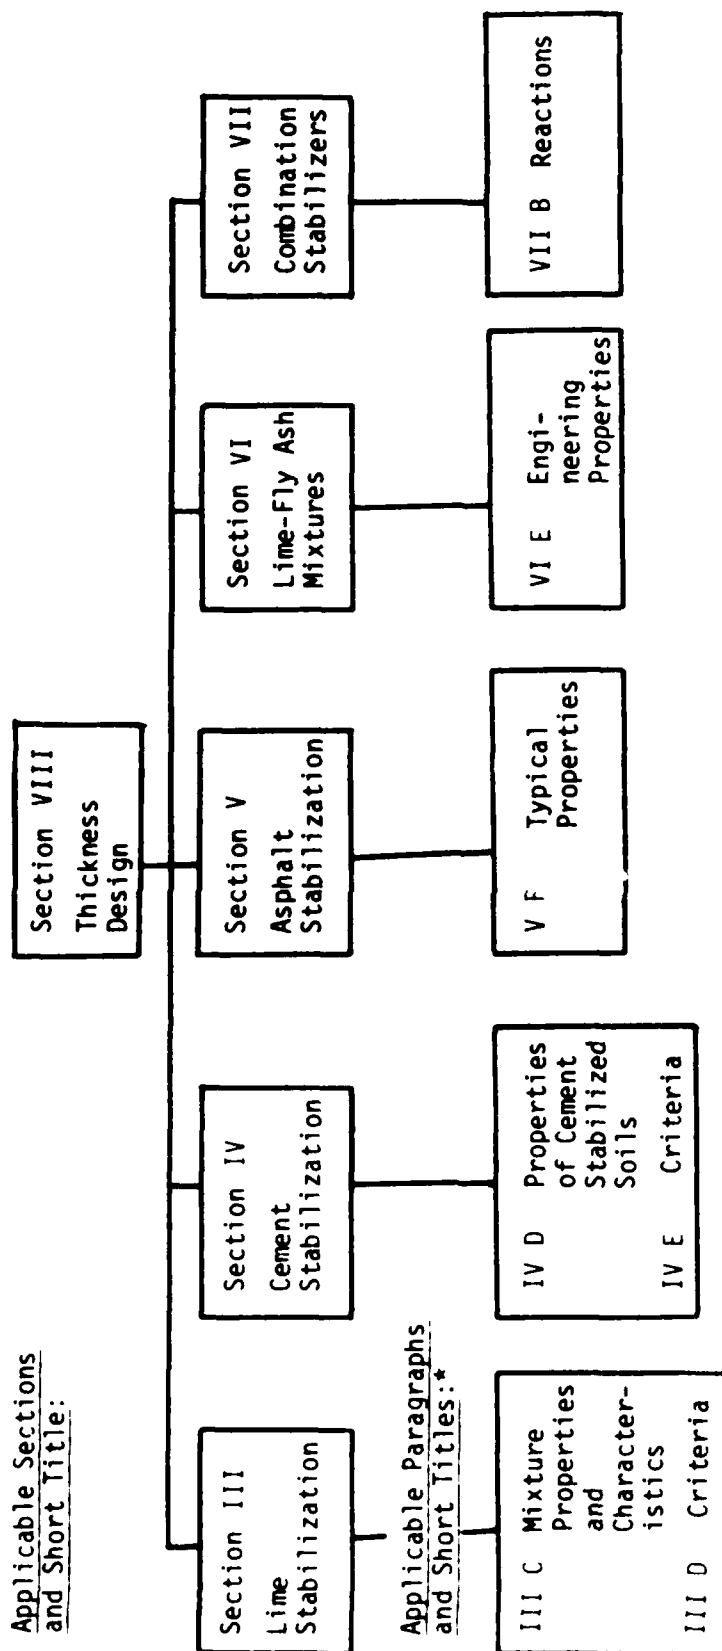 Applicable Sections
and Short Title:
Section VIII
Thickness
Design
Section III
Lime
Stabilization
Section IV
Cement
Stabilization
Section V
Asphalt
Stabilization
Section VI
Lime-Fly Ash
Mixtures
Section VII
Combination
Stabilizers
Applicable Paragraphs
and Short Titles:*
III C Mixture
Properties
and
Character-
istics
III D Criteria
IV D Properties
of Cement
Stabilized
Soils
IV E Criteria
V F Typical
Properties
VI E Engi-
neering
Properties
VII B Reactions